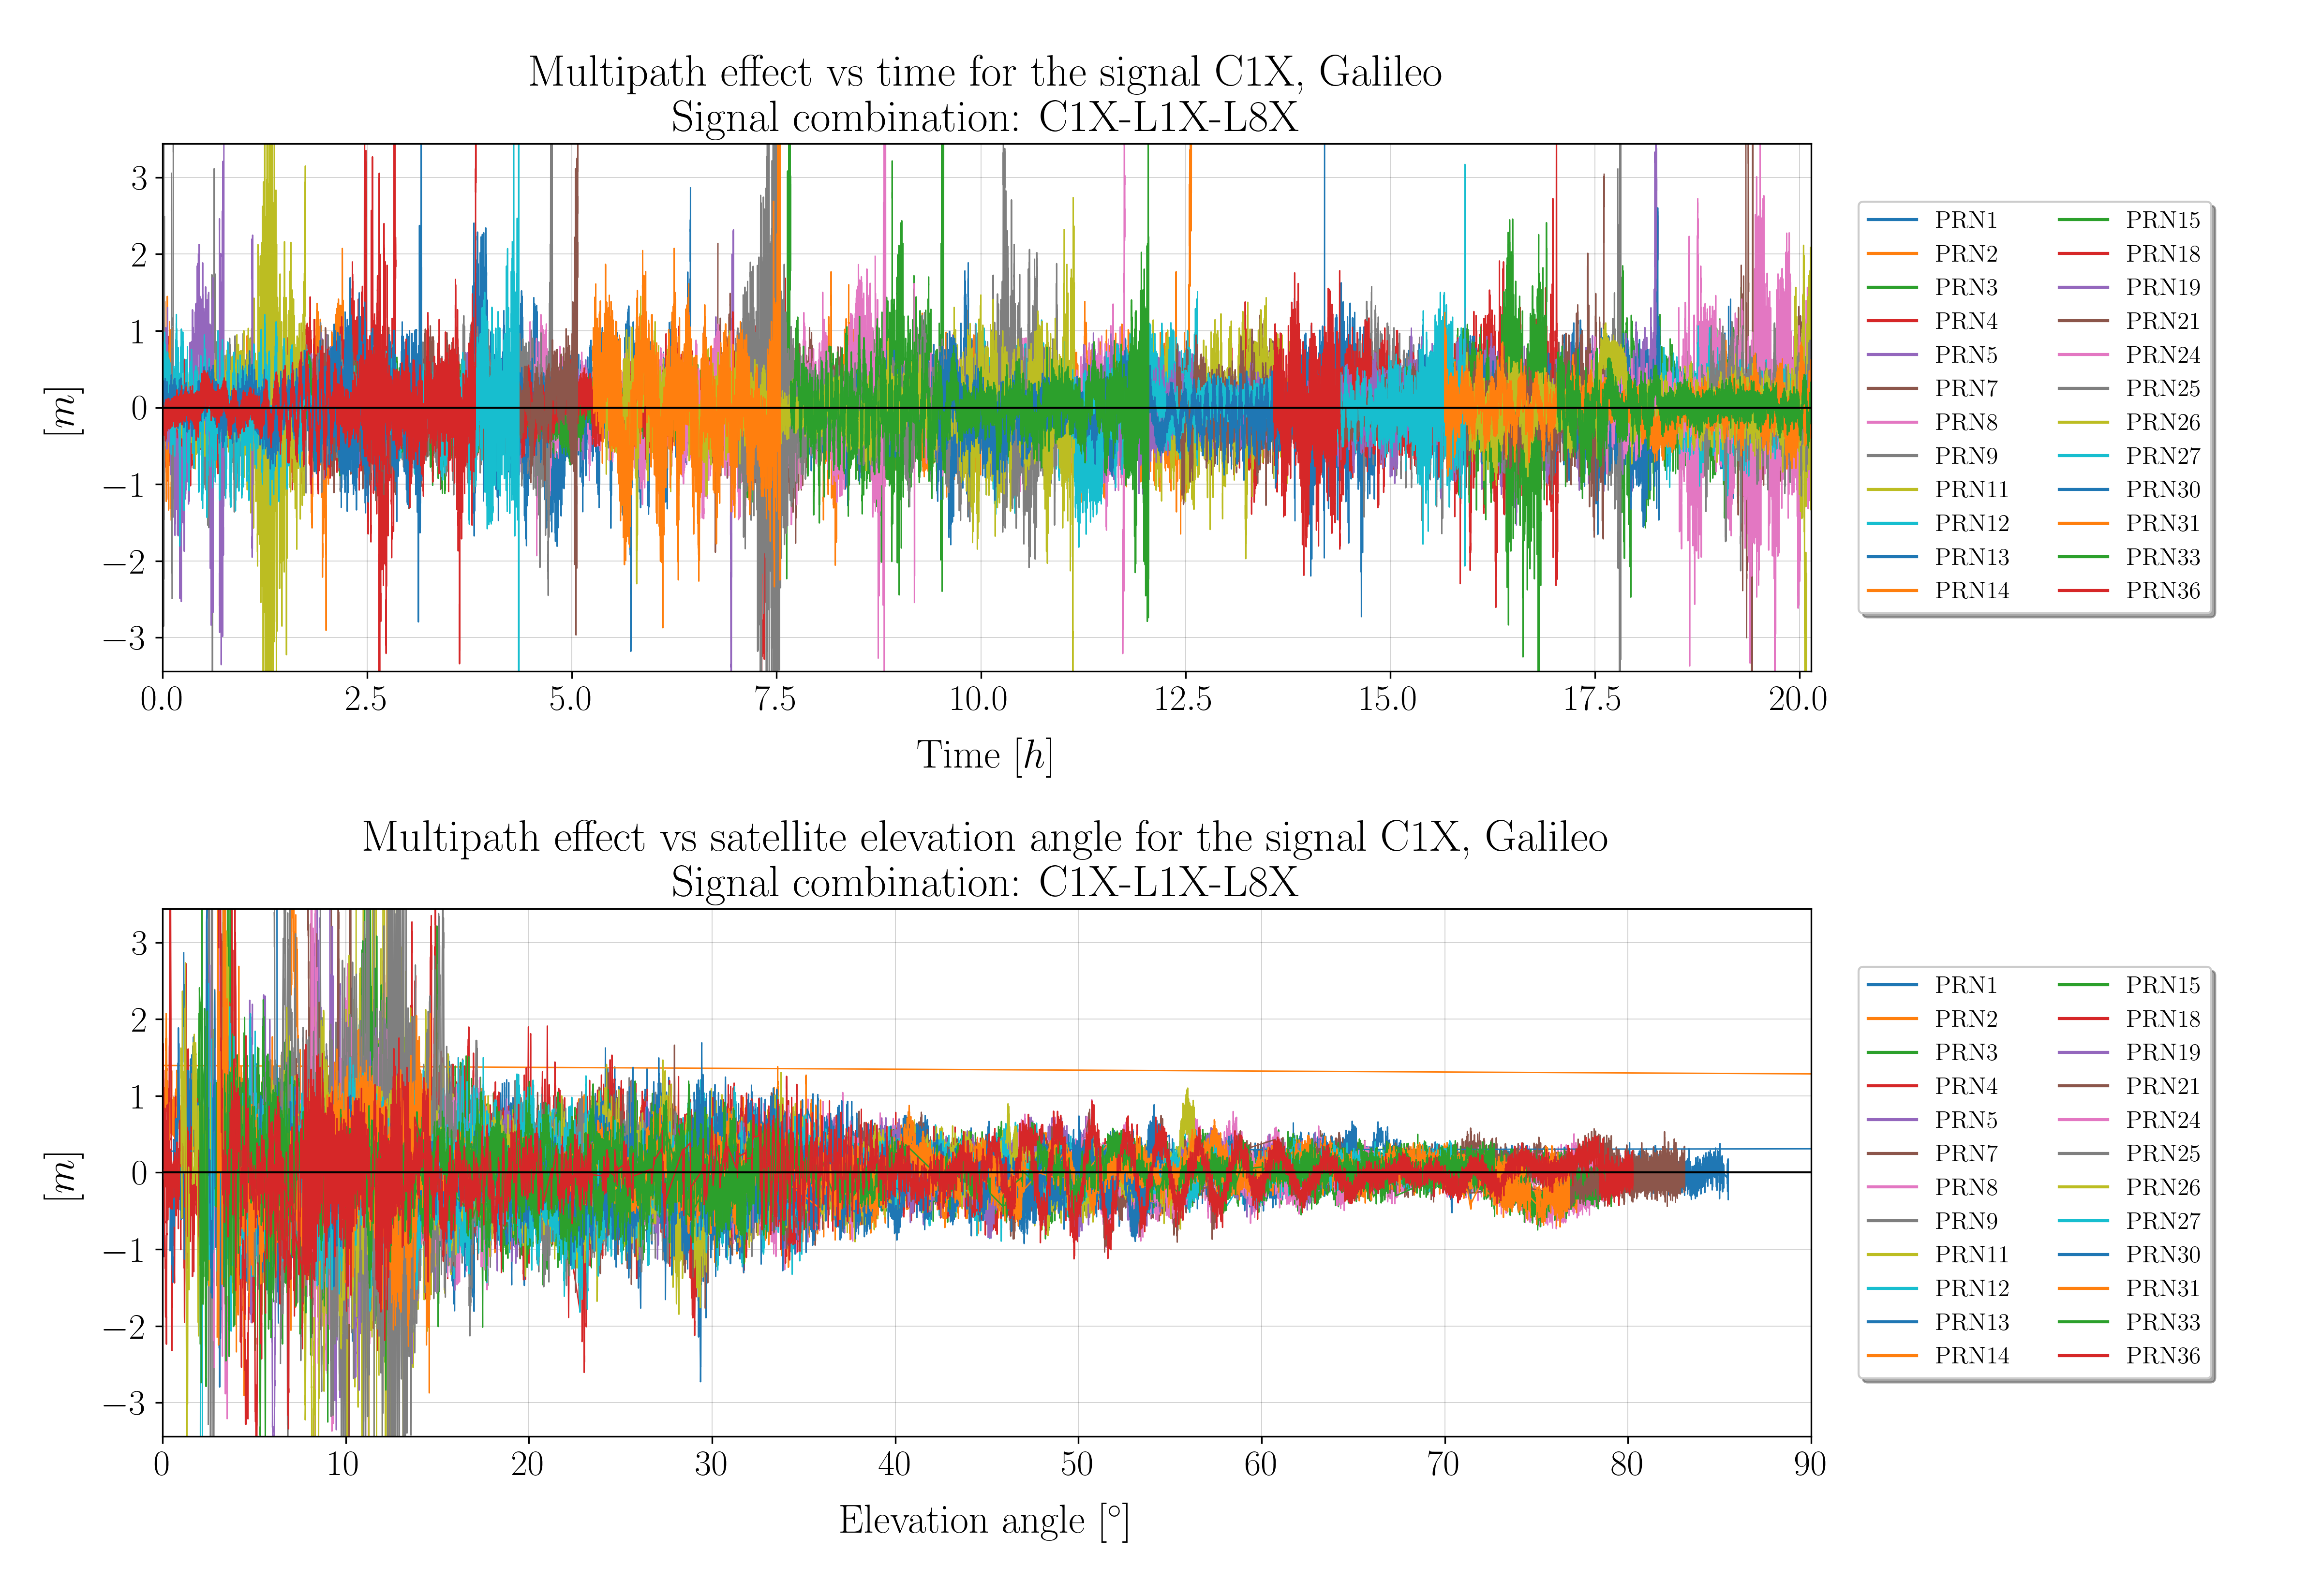 Multipath effect vs time for the signal C1X, Galileo
Signal combination: C1X-L1X-L8X
3
2
1
0
−1
−2
−3
[m]
0.0 2.5 5.0 7.5 10.0 12.5 15.0 17.5 20.0
Time [h]
PRN1 PRN15
PRN2 PRN18
PRN3 PRN19
PRN4 PRN21
PRN5 PRN24
PRN7 PRN25
PRN8 PRN26
PRN9 PRN27
PRN11 PRN30
PRN12 PRN31
PRN13 PRN33
PRN14 PRN36
Multipath effect vs satellite elevation angle for the signal C1X, Galileo
Signal combination: C1X-L1X-L8X
3
2
1
0
−1
−2
−3
[m]
0 10 20 30 40 50 60 70 80 90
Elevation angle [°]
PRN1 PRN15
PRN2 PRN18
PRN3 PRN19
PRN4 PRN21
PRN5 PRN24
PRN7 PRN25
PRN8 PRN26
PRN9 PRN27
PRN11 PRN30
PRN12 PRN31
PRN13 PRN33
PRN14 PRN36